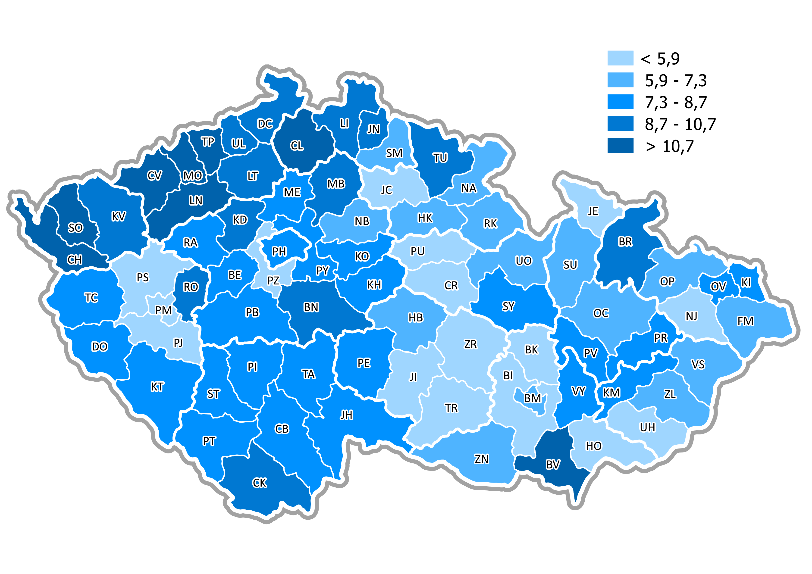 < 5,9
5,9 - 7,3
7,3 - 8,7
8,7 - 10,7
> 10,7
DC
LI
JN
TP
UL
CL
SM
TU
CV
MO
LT
MB
JC
NA
LN
ME
SO
KV
KD
NB
HK
RK
JE
RA
PH
KO
PU
UO
SU
BR
CH
PS
BE
PZ
PY
KH
CR
OP
OV
KI
TC
RO
PM
PB
BN
HB
SY
OC
NJ
FM
DO
PJ
ZR
BK
PV
PR
KT
PI
TA
PE
JI
BI
VS
ST
BM
VY
KM
ZL
PT
CB
JH
TR
UH
CK
ZN
BV
HO